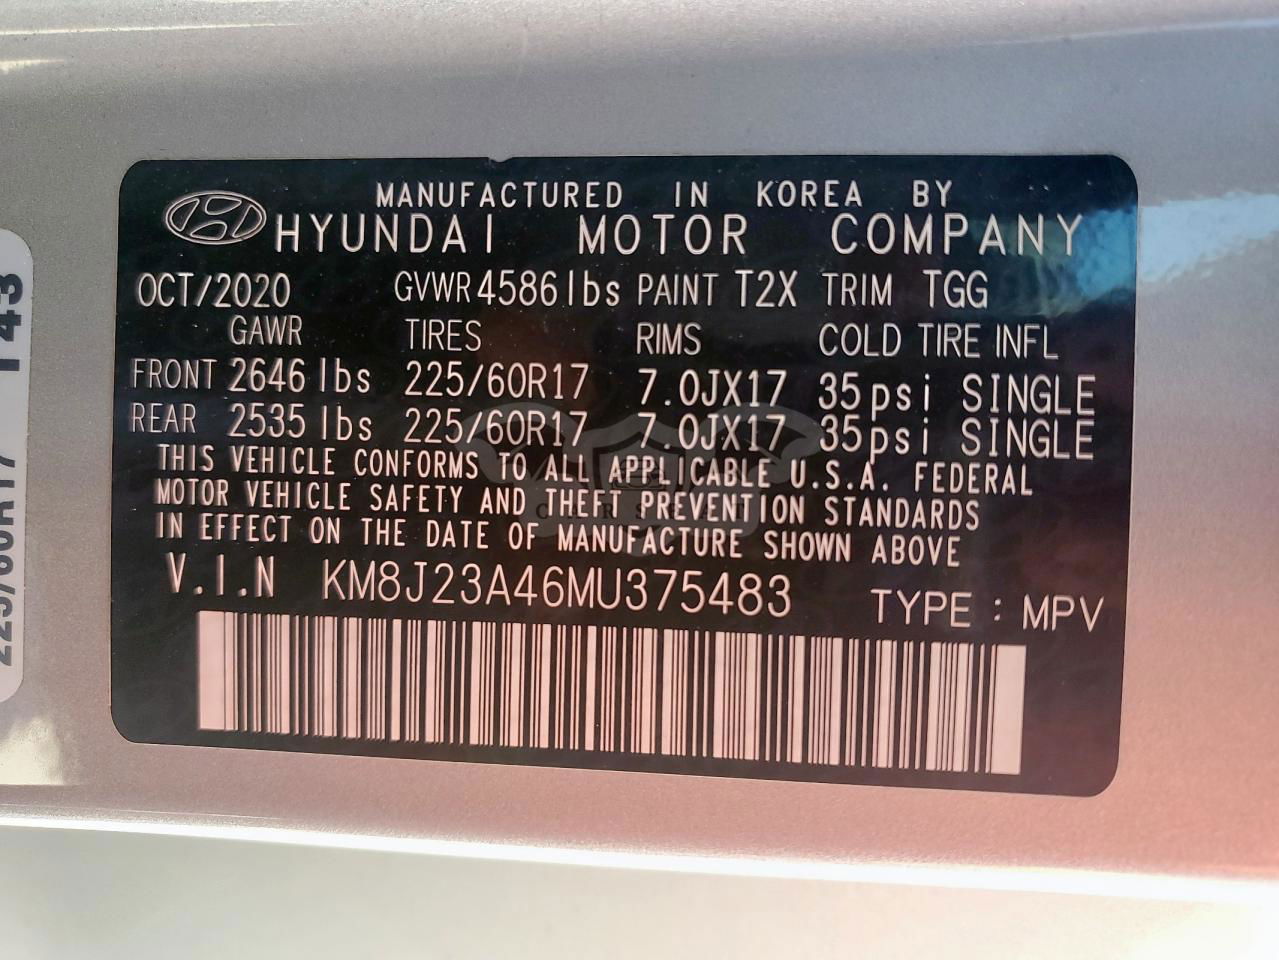 MANUFACTURED IN KOREA BY
HYUNDAI MOTOR COMPANY
OCT/2020 GVWR 4586lbs PAINT T2X TRIM TGG
GAWR TIRES RIMS COLD TIRE INFL
FRONT 2646 lbs 225/60R17 7.0JX17 35psi SINGLE
REAR 2535 lbs 225/60R17 7.0JX17 35psi SINGLE
THIS VEHICLE CONFORMS TO ALL APPLICABLE U.S.A. FEDERAL
MOTOR VEHICLE SAFETY AND THEFT PREVENTION STANDARDS
IN EFFECT ON THE DATE OF MANUFACTURE SHOWN ABOVE
V.I.N KM8J23A46MU375483 TYPE : MPV